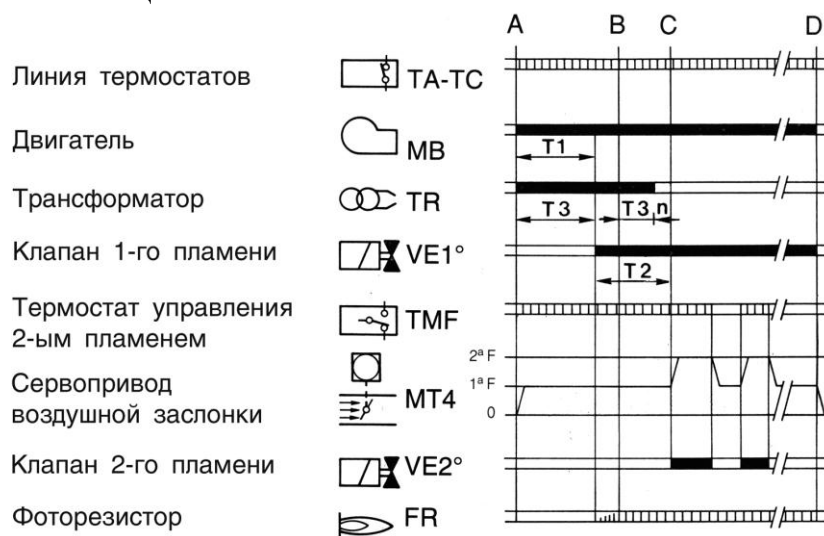 A B C D
Линия термостатов TA-TC
Двигатель MB
T1
Трансформатор TR
T3 T3 n
Клапан 1-го пламени VE1°
T2
Термостат управления
2-ым пламенем TMF
2ª F
Сервопривод
воздушной заслонки MT4
1ª F
0
Клапан 2-го пламени VE2°
Фоторезистор FR